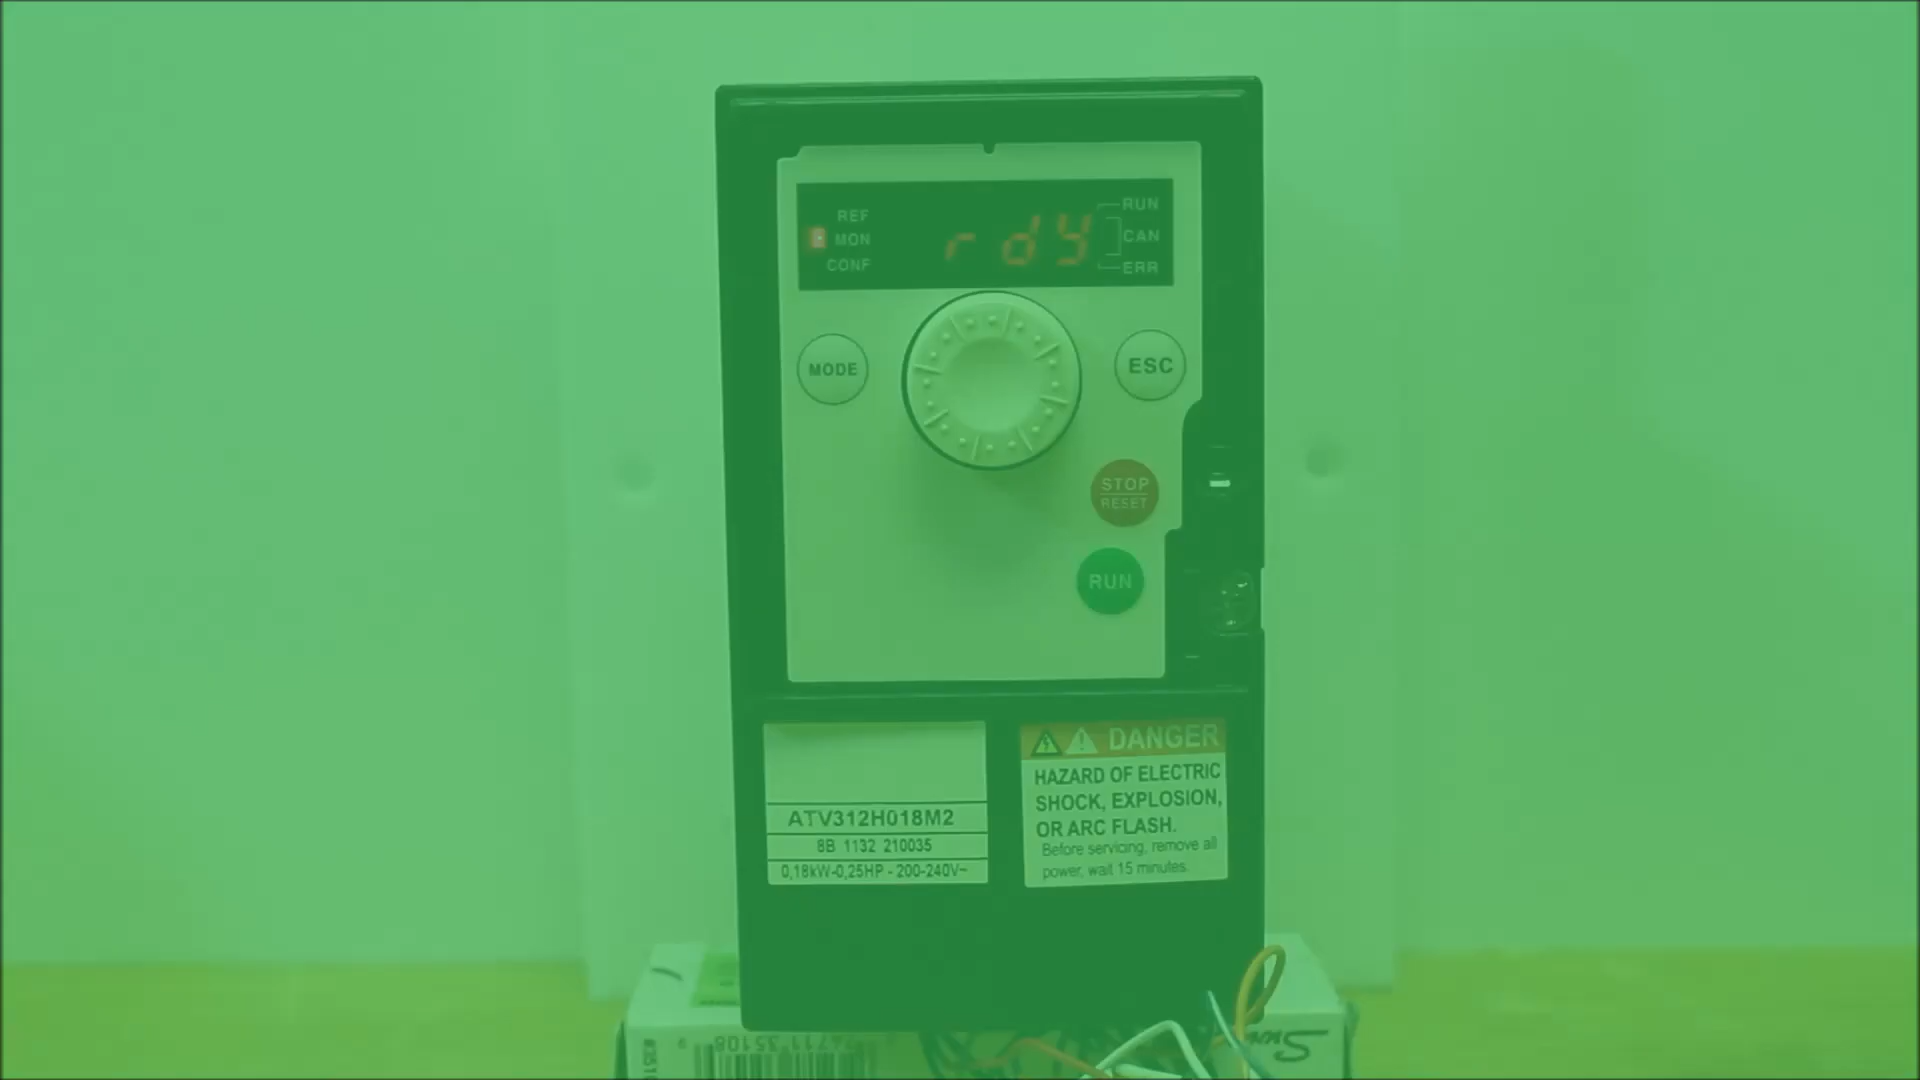 REF
MON
CONF
rdY
RUN
CAN
ERR
MODE
ESC
STOP
RESET
RUN
ATV312H018M2
8B 1132 210035
0,18kW-0,25HP - 200-240V~
DANGER
HAZARD OF ELECTRIC
SHOCK, EXPLOSION,
OR ARC FLASH.
Before servicing, remove all
power, wait 15 minutes.